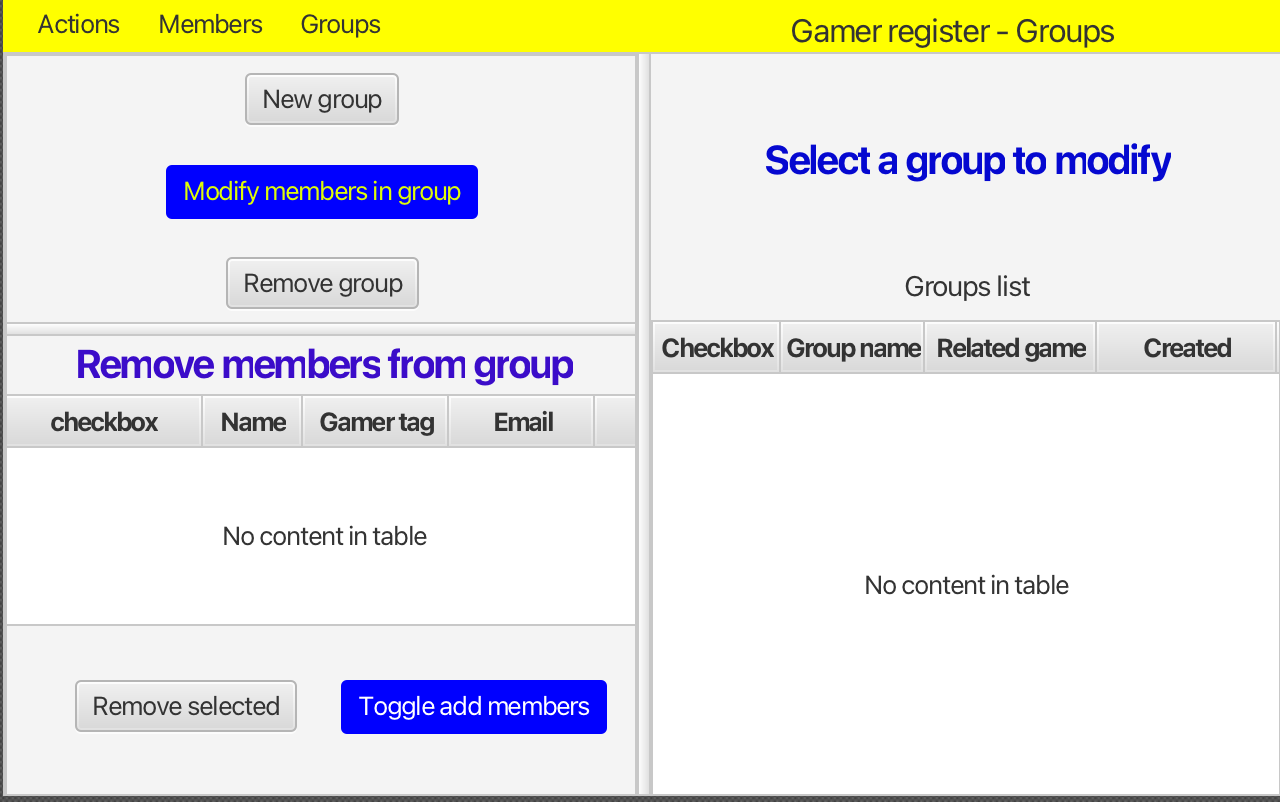 Actions Members Groups
Gamer register - Groups
New group
Modify members in group
Remove group
Remove members from group
checkbox Name Gamer tag Email
No content in table
Remove selected Toggle add members
Select a group to modify
Groups list
Checkbox Group name Related game Created
No content in table